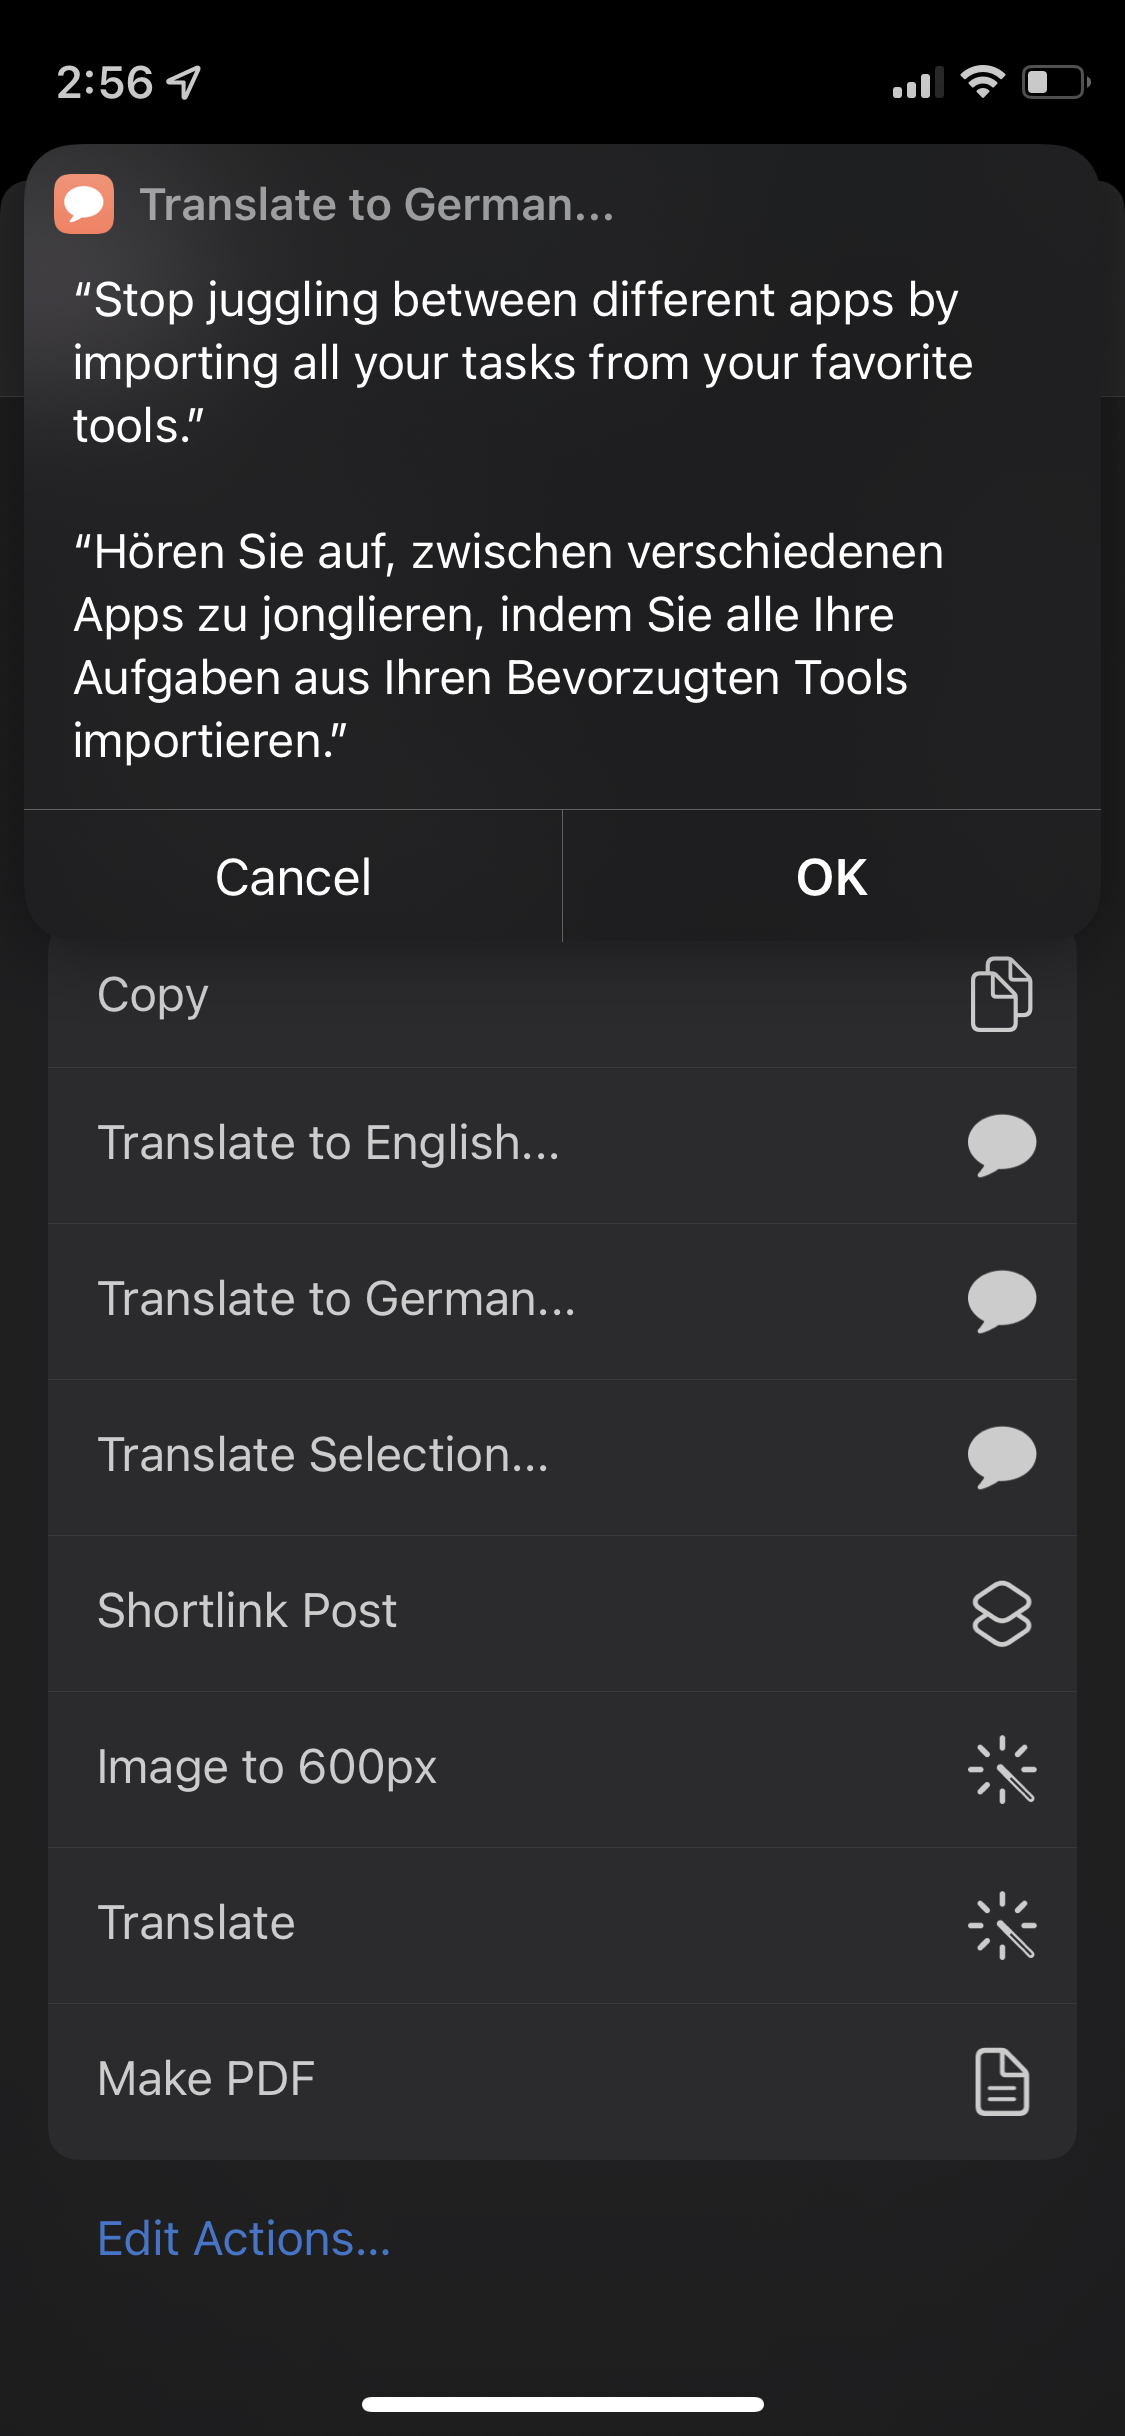 2:56
Translate to German...
“Stop juggling between different apps by
importing all your tasks from your favorite
tools.”
“Hören Sie auf, zwischen verschiedenen
Apps zu jonglieren, indem Sie alle Ihre
Aufgaben aus Ihren Bevorzugten Tools
importieren.”
Cancel
OK
Copy
Translate to English...
Translate to German...
Translate Selection...
Shortlink Post
Image to 600px
Translate
Make PDF
Edit Actions...